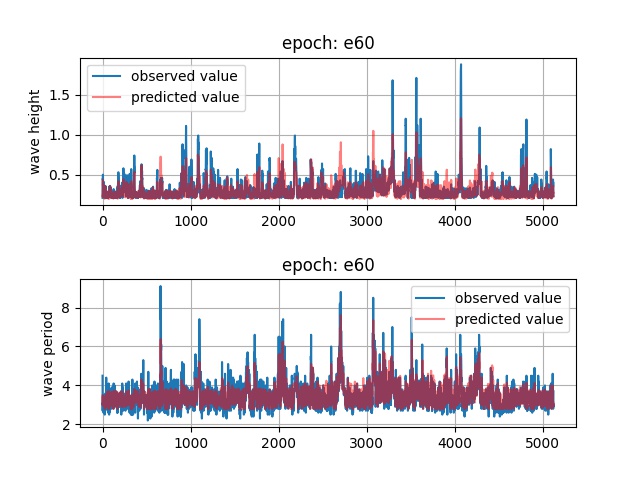 epoch: e60
observed value
predicted value
wave height
1.5
1.0
0.5
0 1000 2000 3000 4000 5000
epoch: e60
observed value
predicted value
wave period
8
6
4
2
0 1000 2000 3000 4000 5000